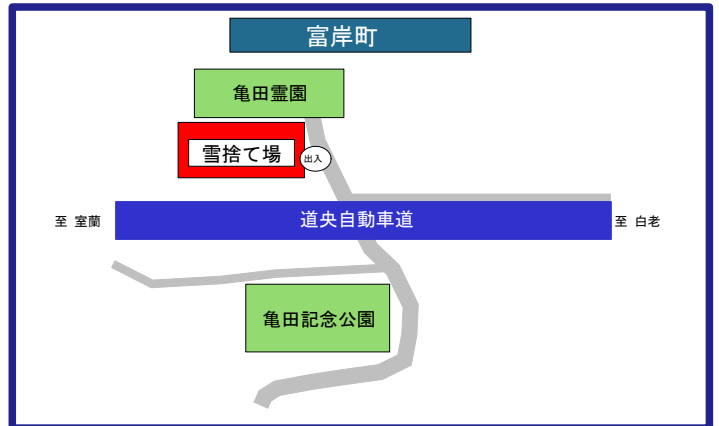 富岸町
亀田霊園
雪捨て場
出入
至 室蘭
道央自動車道
至 白老
亀田記念公園